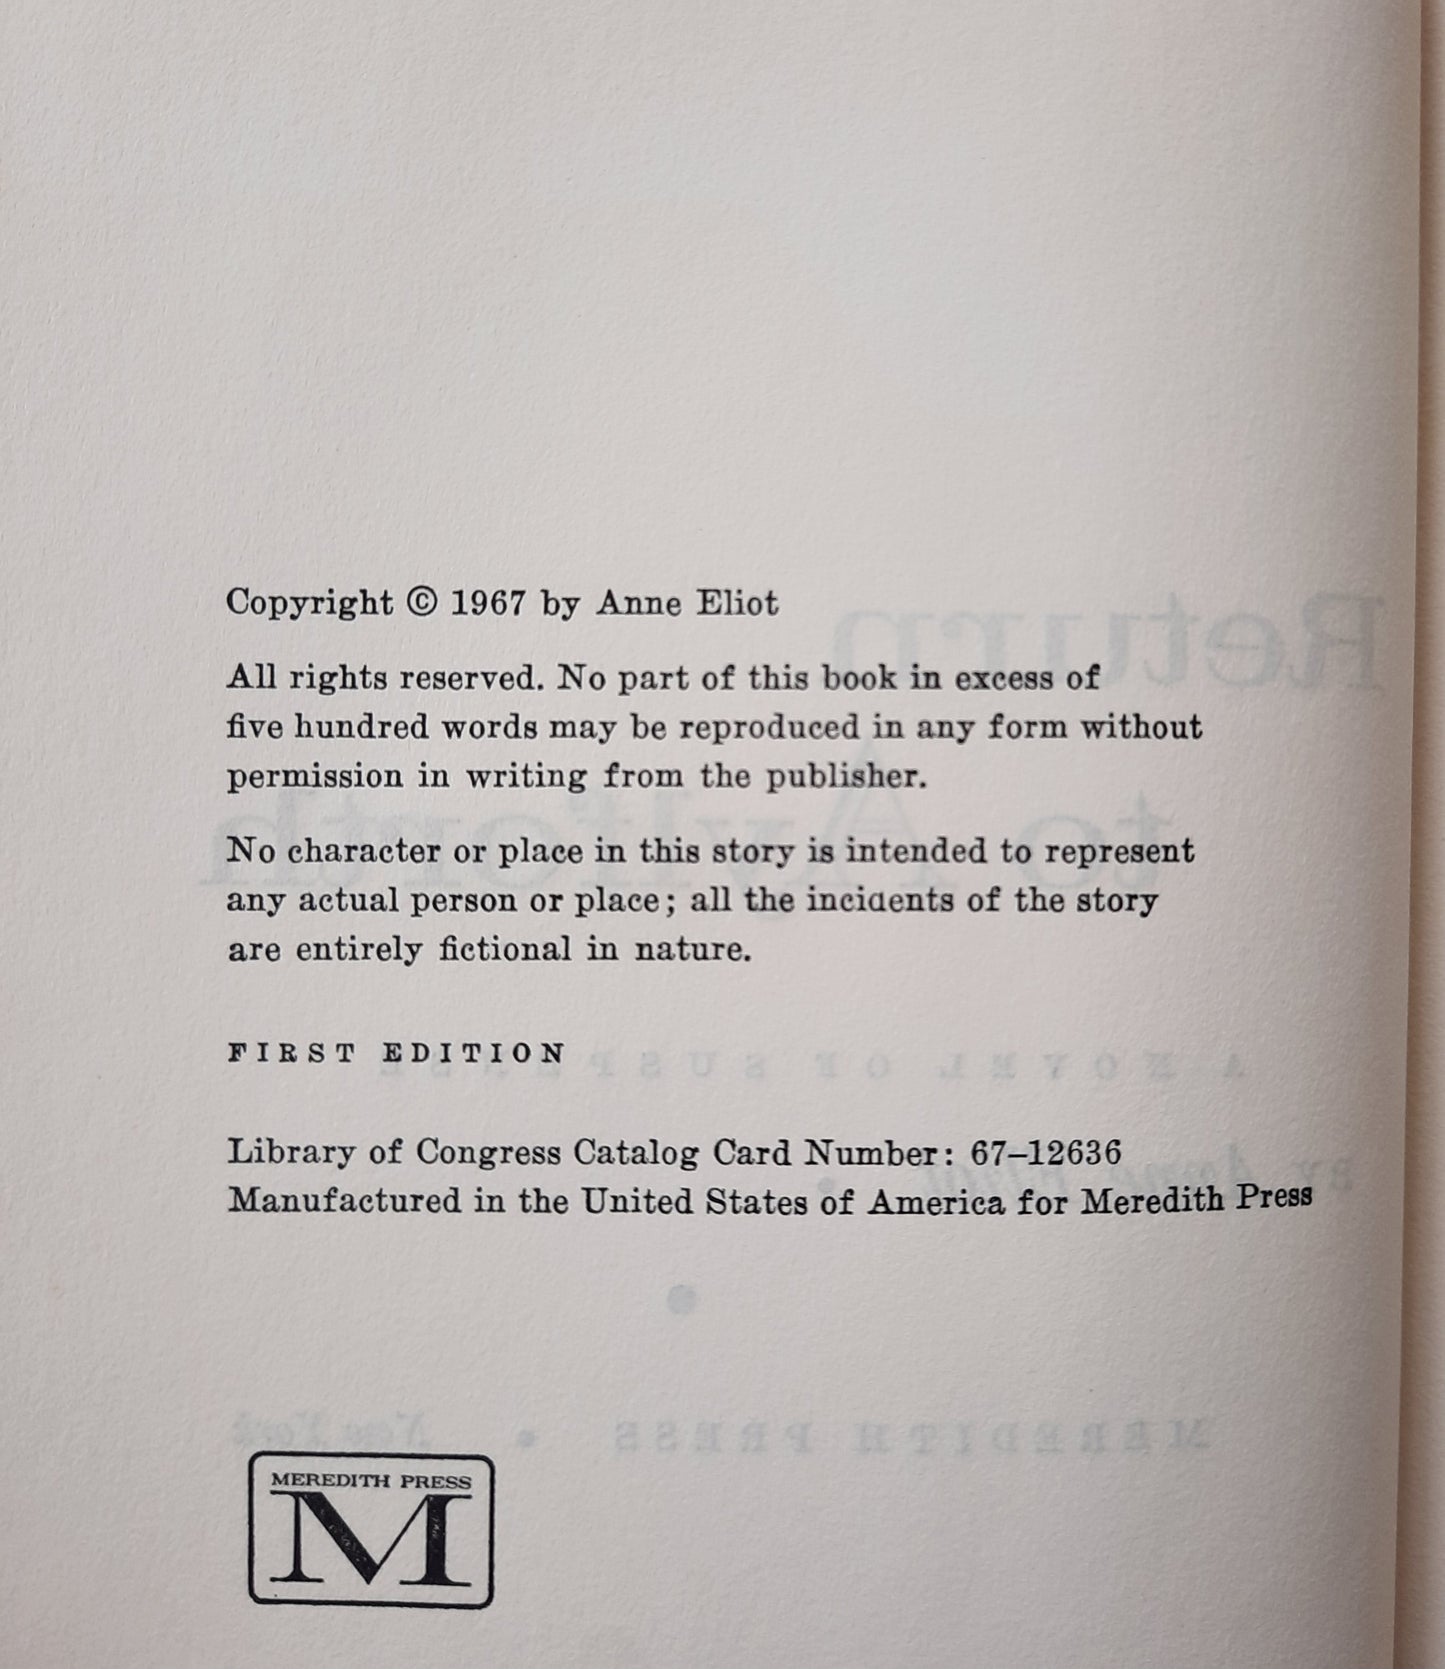 Copyright © 1967 by Anne Eliot
All rights reserved. No part of this book in excess of
five hundred words may be reproduced in any form without
permission in writing from the publisher.
No character or place in this story is intended to represent
any actual person or place; all the incidents of the story
are entirely fictional in nature.
FIRST EDITION
Library of Congress Catalog Card Number: 67–12636
Manufactured in the United States of America for Meredith Press
MEREDITH PRESS
M